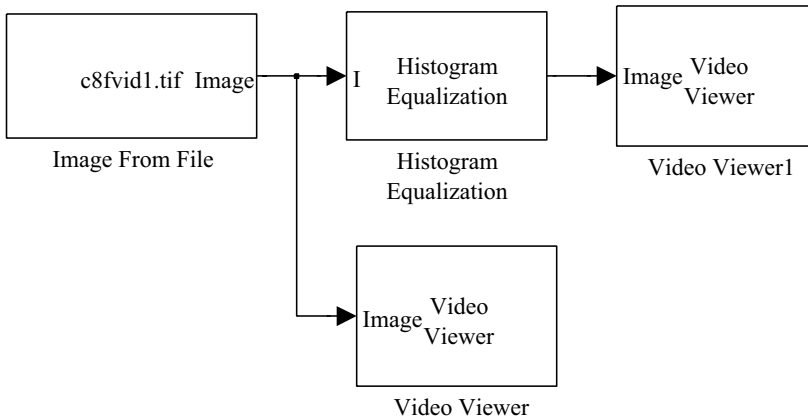 c8fvid1.tif Image
Image From File
I
Histogram
Equalization
Histogram
Equalization
Image
Video
Viewer
Video Viewer1
Image
Video
Viewer
Video Viewer